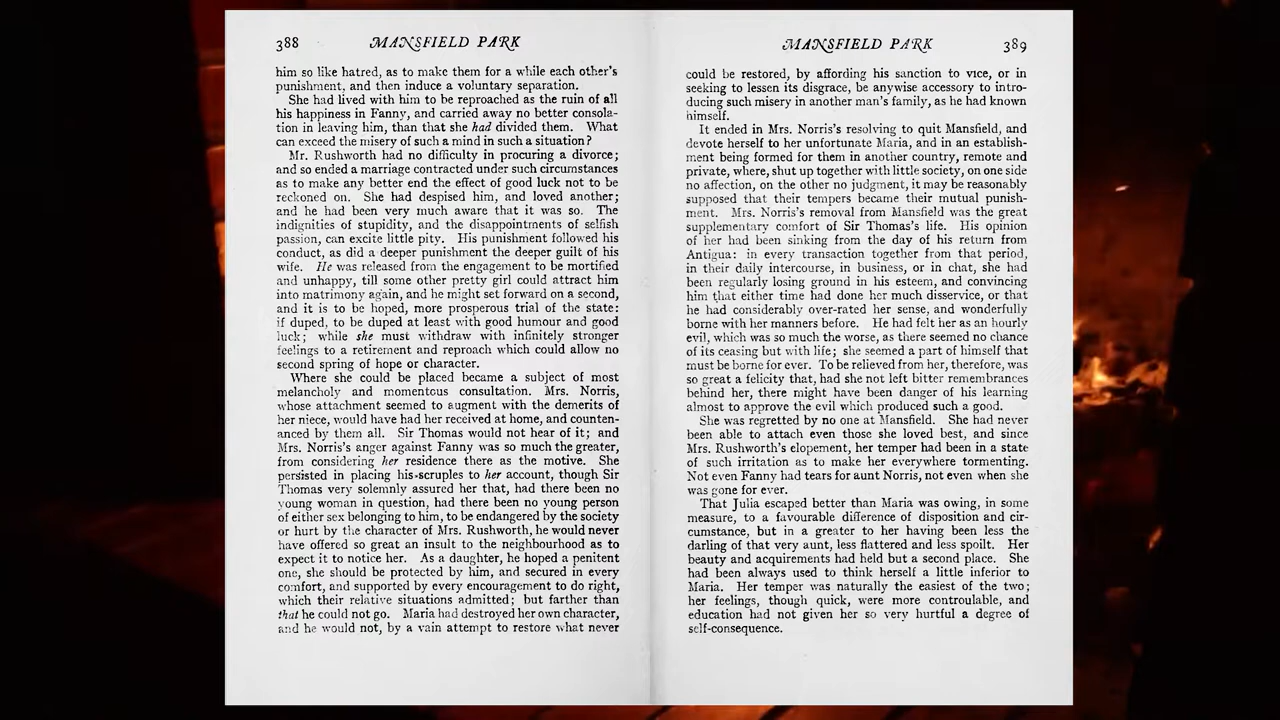 388 MANSFIELD PARK
him so like hatred, as to make them for a while each other's
punishment, and then induce a voluntary separation.
She had lived with him to be reproached as the ruin of all
his happiness in Fanny, and carried away no better consola-
tion in leaving him, than that she had divided them. What
can exceed the misery of such a mind in such a situation?
Mr. Rushworth had no difficulty in procuring a divorce;
and so ended a marriage contracted under such circumstances
as to make any better end the effect of good luck not to be
reckoned on. She had despised him, and loved another;
and he had been very much aware that it was so. The
indignities of stupidity, and the disappointments of selfish
passion, can excite little pity. His punishment followed his
conduct, as did a deeper punishment the deeper guilt of his
wife. He was released from the engagement to be mortified
and unhappy, till some other pretty girl could attract him
into matrimony again, and he might set forward on a second,
and it is to be hoped, more prosperous trial of the state:
if duped, to be duped at least with good humour and good
luck; while she must withdraw with infinitely stronger
feelings to a retirement and reproach which could allow no
second spring of hope or character.
Where she could be placed became a subject of most
melancholy and momentous consultation. Mrs. Norris,
whose attachment seemed to augment with the demerits of
her niece, would have had her received at home, and counten-
anced by them all. Sir Thomas would not hear of it; and
Mrs. Norris's anger against Fanny was so much the greater,
from considering her residence there as the motive. She
persisted in placing his-scruples to her account, though Sir
Thomas very solemnly assured her that, had there been no
young woman in question, had there been no young person
of either sex belonging to him, to be endangered by the society
or hurt by the character of Mrs. Rushworth, he would never
have offered so great an insult to the neighbourhood as to
expect it to notice her. As a daughter, he hoped a penitent
one, she should be protected by him, and secured in every
comfort, and supported by every encouragement to do right,
which their relative situations admitted; but farther than
that he could not go. Maria had destroyed her own character,
and he would not, by a vain attempt to restore what never
MANSFIELD PARK 389
could be restored, by affording his sanction to vice, or in
seeking to lessen its disgrace, be anywise accessory to intro-
ducing such misery in another man's family, as he had known
himself.
It ended in Mrs. Norris's resolving to quit Mansfield, and
devote herself to her unfortunate Maria, and in an establish-
ment being formed for them in another country, remote and
private, where, shut up together with little society, on one side
no affection, on the other no judgment, it may be reasonably
supposed that their tempers became their mutual punish-
ment. Mrs. Norris's removal from Mansfield was the great
supplementary comfort of Sir Thomas's life. His opinion
of her had been sinking from the day of his return from
Antigua: in every transaction together from that period,
in their daily intercourse, in business, or in chat, she had
been regularly losing ground in his esteem, and convincing
him that either time had done her much disservice, or that
he had considerably over-rated her sense, and wonderfully
borne with her manners before. He had felt her as an hourly
evil, which was so much the worse, as there seemed no chance
of its ceasing but with life; she seemed a part of himself that
must be borne for ever. To be relieved from her, therefore, was
so great a felicity that, had she not left bitter remembrances
behind her, there might have been danger of his learning
almost to approve the evil which produced such a good.
She was regretted by no one at Mansfield. She had never
been able to attach even those she loved best, and since
Mrs. Rushworth's elopement, her temper had been in a state
of such irritation as to make her everywhere tormenting.
Not even Fanny had tears for aunt Norris, not even when she
was gone for ever.
That Julia escaped better than Maria was owing, in some
measure, to a favourable difference of disposition and cir-
cumstance, but in a greater to her having been less the
darling of that very aunt, less flattered and less spoilt. Her
beauty and acquirements had held but a second place. She
had been always used to think herself a little inferior to
Maria. Her temper was naturally the easiest of the two;
her feelings, though quick, were more controulable, and
education had not given her so very hurtful a degree of
self-consequence.